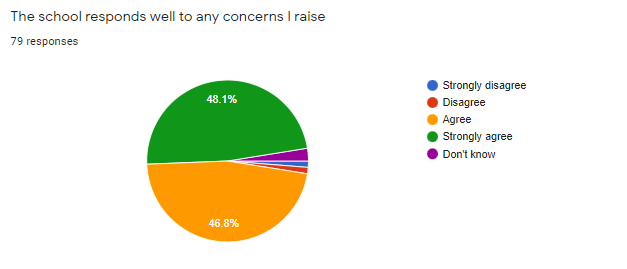 The school responds well to any concerns I raise
79 responses
48.1%
46.8%
Strongly disagree
Disagree
Agree
Strongly agree
Don't know